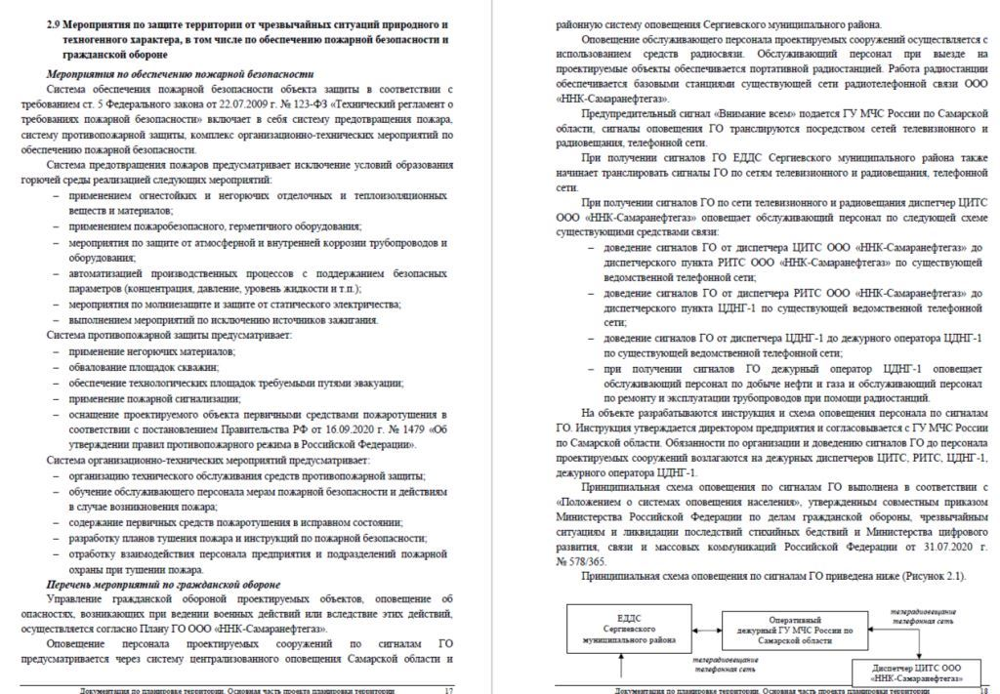 2.9 Мероприятия по защите территории от чрезвычайных ситуаций природного и
техногенного характера, в том числе по обеспечению пожарной безопасности и
гражданской обороне
Мероприятия по обеспечению пожарной безопасности
Система обеспечения пожарной безопасности объекта защиты в соответствии с
требованием ст. 5 Федерального закона от 22.07.2009 г. № 123-ФЗ «Технический регламент о
требованиях пожарной безопасности» включает в себя систему предотвращения пожара,
систему противопожарной защиты, комплекс организационно-технических мероприятий по
обеспечению пожарной безопасности.
Система предотвращения пожаров предусматривает исключение условий образования
горючей среды реализацией следующих мероприятий:
– применением огнестойких и негорючих отделочных и теплоизоляционных
веществ и материалов;
– применением пожаробезопасного, герметичного оборудования;
– мероприятия по защите от атмосферной и внутренней коррозии трубопроводов и
оборудования;
– автоматизацией производственных процессов с поддержанием безопасных
параметров (концентрация, давление, уровень жидкости и т.п.);
– мероприятия по молниезащите и защите от статического электричества;
– выполнением мероприятий по исключению источников зажигания.
Система противопожарной защиты предусматривает:
– применение негорючих материалов;
– обвалование площадок скважин;
– обеспечение технологических площадок требуемыми путями эвакуации;
– применение пожарной сигнализации;
– оснащение проектируемого объекта первичными средствами пожаротушения в
соответствии с постановлением Правительства РФ от 16.09.2020 г. № 1479 «Об
утверждении правил противопожарного режима в Российской Федерации».
Система организационно-технических мероприятий предусматривает:
– организацию технического обслуживания средств противопожарной защиты;
– обучение обслуживающего персонала мерам пожарной безопасности и действиям
в случае возникновения пожара;
– содержание первичных средств пожаротушения в исправном состоянии;
– разработку планов тушения пожара и инструкций по пожарной безопасности;
– отработку взаимодействия персонала предприятия и подразделений пожарной
охраны при тушении пожара.
Перечень мероприятий по гражданской обороне
Управление гражданской обороной проектируемых объектов, оповещение об
опасностях, возникающих при ведении военных действий или вследствие этих действий,
осуществляется согласно Плану ГО ООО «ННК-Самаранефтегаз».
Оповещение персонала проектируемых сооружений по сигналам ГО
предусматривается через систему централизованного оповещения Самарской области и
Документация по планировке территории. Основная часть проекта планировки территории 17
районную систему оповещения Сергиевского муниципального района.
Оповещение обслуживающего персонала проектируемых сооружений осуществляется с
использованием средств радиосвязи. Обслуживающий персонал при выезде на
проектируемые объекты обеспечивается портативной радиостанцией. Работа радиостанции
обеспечивается базовыми станциями существующей сети радиотелефонной связи ООО
«ННК-Самаранефтегаз».
Предупредительный сигнал «Внимание всем» подается ГУ МЧС России по Самарской
области, сигналы оповещения ГО транслируются посредством сетей телевизионного и
радиовещания, телефонной сети.
При получении сигналов ГО ЕДДС Сергиевского муниципального района также
начинает транслировать сигналы ГО по сетям телевизионного и радиовещания, телефонной
сети.
При получении сигналов ГО по сети телевизионного и радиовещания диспетчер ЦИТС
ООО «ННК-Самаранефтегаз» оповещает обслуживающий персонал по следующей схеме
существующими средствами связи:
– доведение сигналов ГО от диспетчера ЦИТС ООО «ННК-Самаранефтегаз» до
диспетчерского пункта РИТС ООО «ННК-Самаранефтегаз» по существующей
ведомственной телефонной сети;
– доведение сигналов ГО от диспетчера РИТС ООО «ННК-Самаранефтегаз» до
диспетчерского пункта ЦДНГ-1 по существующей ведомственной телефонной
сети;
– доведение сигналов ГО от диспетчера ЦДНГ-1 до дежурного оператора ЦДНГ-1
по существующей ведомственной телефонной сети;
– при получении сигналов ГО дежурный оператор ЦДНГ-1 оповещает
обслуживающий персонал по добыче нефти и газа и обслуживающий персонал
по ремонту и эксплуатации трубопроводов при помощи радиостанций.
На объекте разрабатываются инструкция и схема оповещения персонала по сигналам
ГО. Инструкция утверждается директором предприятия и согласовывается с ГУ МЧС России
по Самарской области. Обязанности по организации и доведению сигналов ГО до персонала
проектируемых сооружений возлагаются на дежурных диспетчеров ЦИТС, РИТС, ЦДНГ-1,
дежурного оператора ЦДНГ-1.
Принципиальная схема оповещения по сигналам ГО выполнена в соответствии с
«Положением о системах оповещения населения», утвержденным совместным приказом
Министерства Российской Федерации по делам гражданской обороны, чрезвычайным
ситуациям и ликвидации последствий стихийных бедствий и Министерства цифрового
развития, связи и массовых коммуникаций Российской Федерации от 31.07.2020 г.
№ 578/365.
Принципиальная схема оповещения по сигналам ГО приведена ниже (Рисунок 2.1).
ЕДДС
Сергиевского
муниципального района
Оперативный
дежурный ГУ МЧС России по
Самарской области
телерадиовещание
телефонная сеть
телерадиовещание
телефонная сеть
Диспетчер ЦИТС ООО
«ННК-Самаранефтегаз»
Документация по планировке территории. Основная часть проекта планировки территории 18